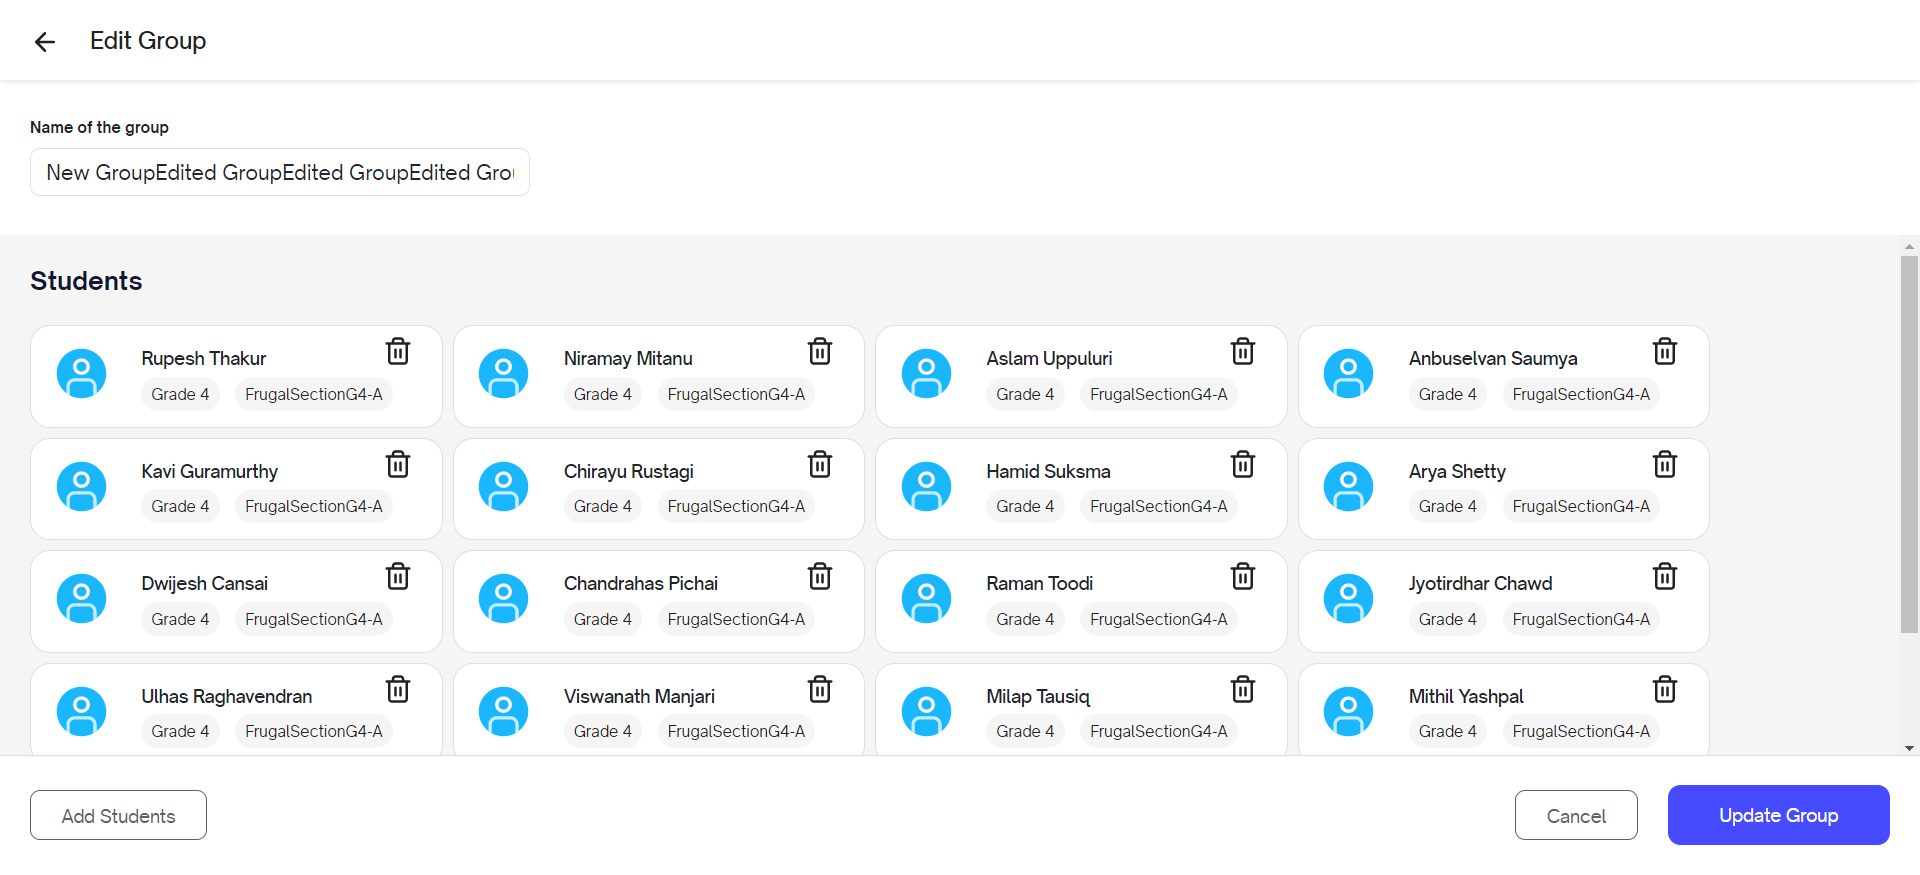 Edit Group
Name of the group
New GroupEdited GroupEdited GroupEdited Grou
Students
Rupesh Thakur
Grade 4 FrugalSectionG4-A
Niramay Mitanu
Grade 4 FrugalSectionG4-A
Aslam Uppuluri
Grade 4 FrugalSectionG4-A
Anbuselvan Saumya
Grade 4 FrugalSectionG4-A
Kavi Guramurthy
Grade 4 FrugalSectionG4-A
Chirayu Rustagi
Grade 4 FrugalSectionG4-A
Hamid Suksma
Grade 4 FrugalSectionG4-A
Arya Shetty
Grade 4 FrugalSectionG4-A
Dwijesh Cansai
Grade 4 FrugalSectionG4-A
Chandrahas Pichai
Grade 4 FrugalSectionG4-A
Raman Toodi
Grade 4 FrugalSectionG4-A
Jyotirdhar Chawd
Grade 4 FrugalSectionG4-A
Ulhas Raghavendran
Grade 4 FrugalSectionG4-A
Viswanath Manjari
Grade 4 FrugalSectionG4-A
Milap Tausiq
Grade 4 FrugalSectionG4-A
Mithil Yashpal
Grade 4 FrugalSectionG4-A
Add Students
Cancel
Update Group